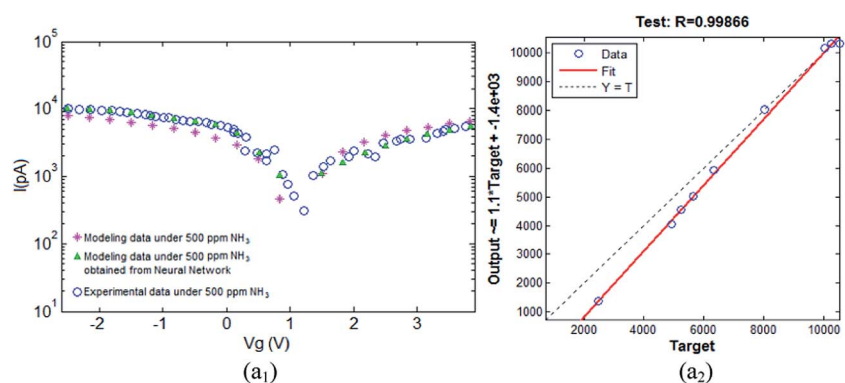 10^5
10^4
10^3
10^2
10^1
I(pA)
✳ Modeling data under 500 ppm NH3
▲ Modeling data under 500 ppm NH3
obtained from Neural Network
○ Experimental data under 500 ppm NH3
-2 -1 0 1 2 3
Vg (V)
(a1)
Test: R=0.99866
Output ~= 1.1*Target + -1.4e+03
10000
9000
8000
7000
6000
5000
4000
3000
2000
1000
Data
Fit
Y = T
2000 4000 6000 8000 10000
Target
(a2)